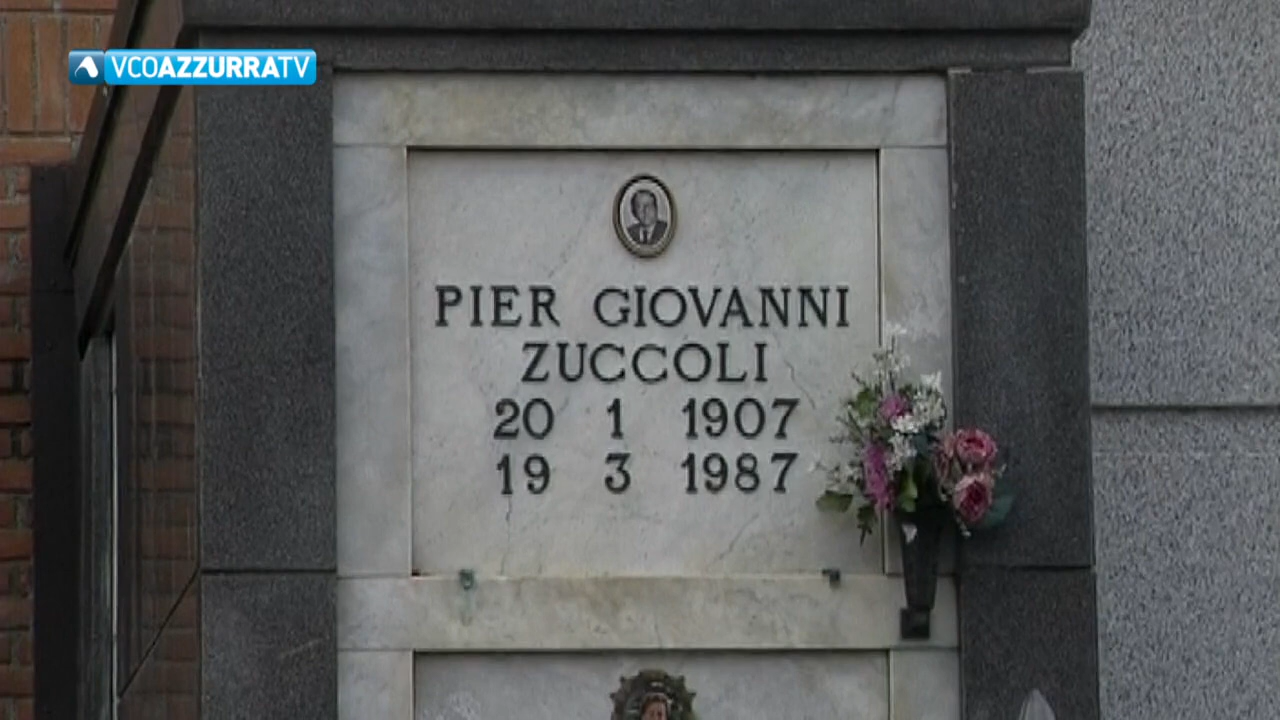 VCOAZZURRATV
PIER GIOVANNI
ZUCCOLI
20 1 1907
19 3 1987